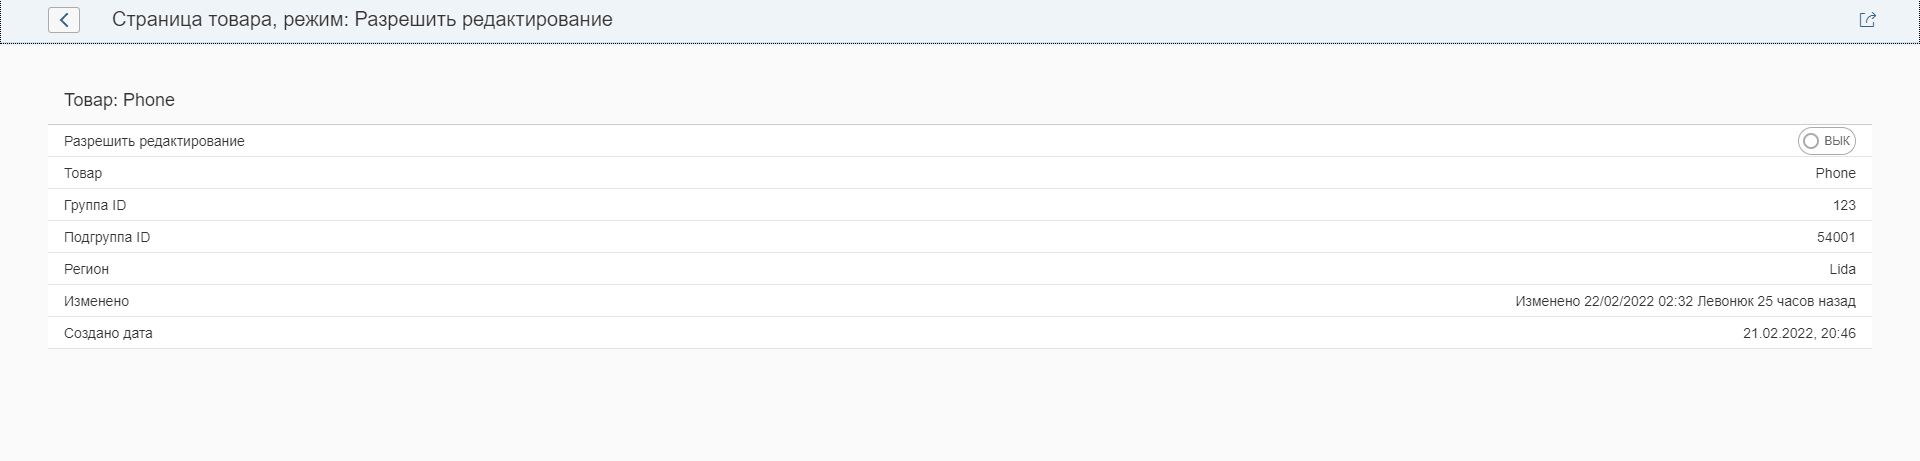 Страница товара, режим: Разрешить редактирование
Товар: Phone
Разрешить редактирование ВЫК
Товар Phone
Группа ID 123
Подгруппа ID 54001
Регион Lida
Изменено Изменено 22/02/2022 02:32 Левонюк 25 часов назад
Создано дата 21.02.2022, 20:46